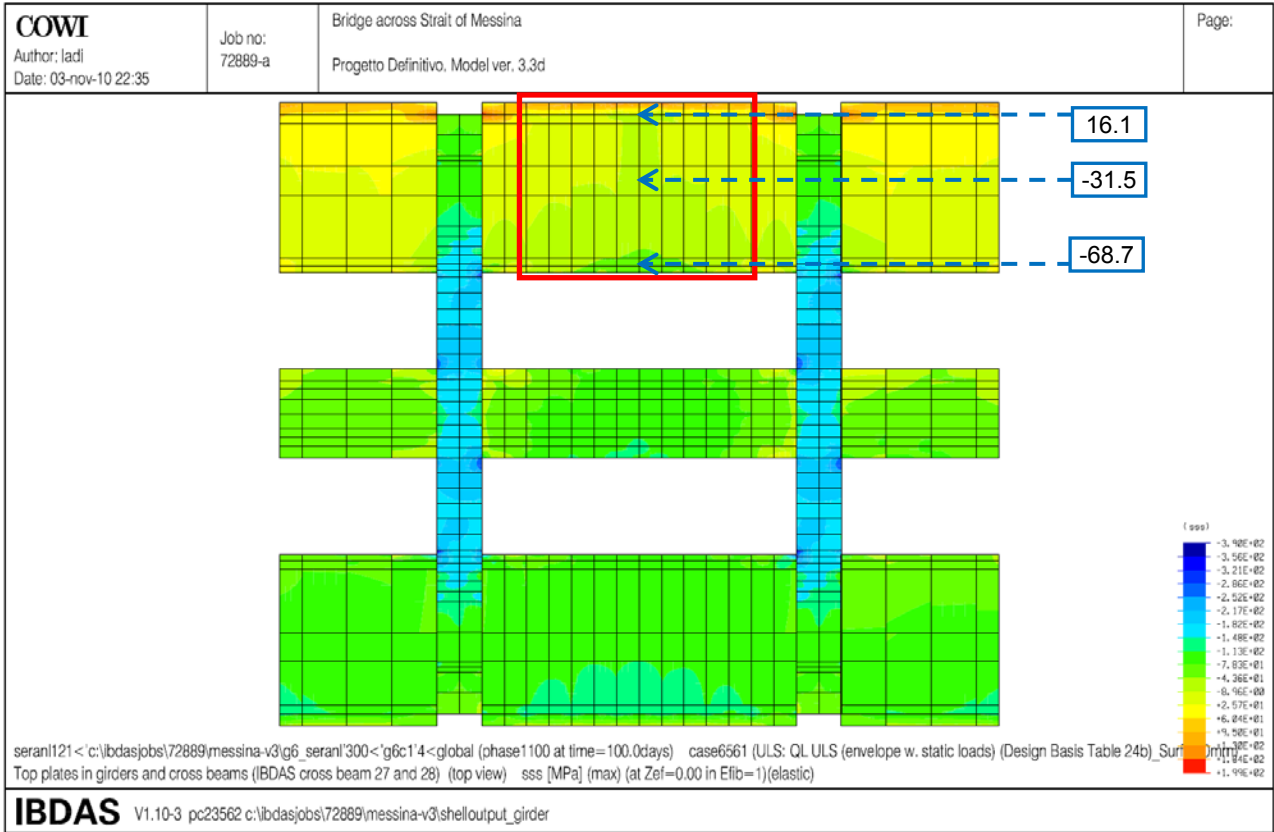 COWI
Author: ladi
Date: 03-nov-10 22:35
Job no:
72889-a
Bridge across Strait of Messina
Progetto Definitivo. Model ver. 3.3d
Page:
16.1
-31.5
-68.7
(sss)
-3.90E+02
-3.56E+02
-3.21E+02
-2.86E+02
-2.52E+02
-2.17E+02
-1.82E+02
-1.48E+02
-1.13E+02
-7.83E+01
-4.36E+01
-8.96E+00
+2.57E+01
+6.04E+01
+9.50E+01
+1.30E+02
+1.64E+02
+1.99E+02
seranl121<'c:\ibdasjobs\72889\messina-v3\g6_seranl'300<'g6c1'4<global (phase1100 at time=100.0days) case6561 (ULS: QL ULS (envelope w. static loads) (Design Basis Table 24b)
Top plates in girders and cross beams (IBDAS cross beam 27 and 28) (top view) sss [MPa] (max) (at Zef=0.00 in Efib=1)(elastic)
IBDAS V1.10-3 pc23562 c:\ibdasjobs\72889\messina-v3\shelloutput_girder